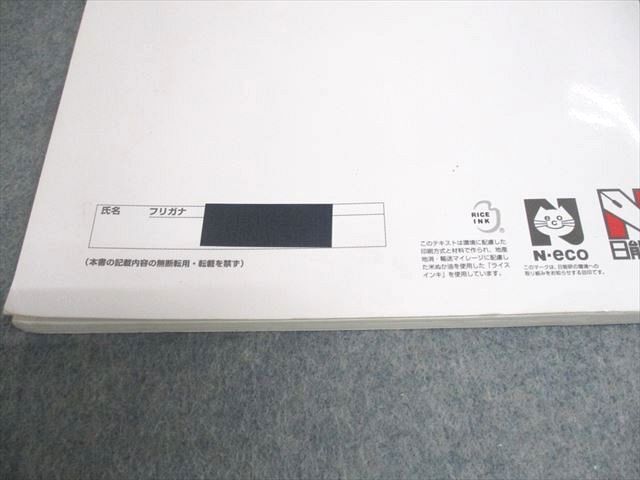 氏名 フリガナ
(本書の記載内容の無断転用・転載を禁ず)
RICE
INK
このテキストは環境に配慮した
印刷方式と材料で作られ、地産
地消・輸送マイレージに配慮し
た米ぬか油を使用した「ライス
インキ」を使用しています。
N・eco
このマークは、日能研の環境への
取り組みをお知らせする目印です。
日能